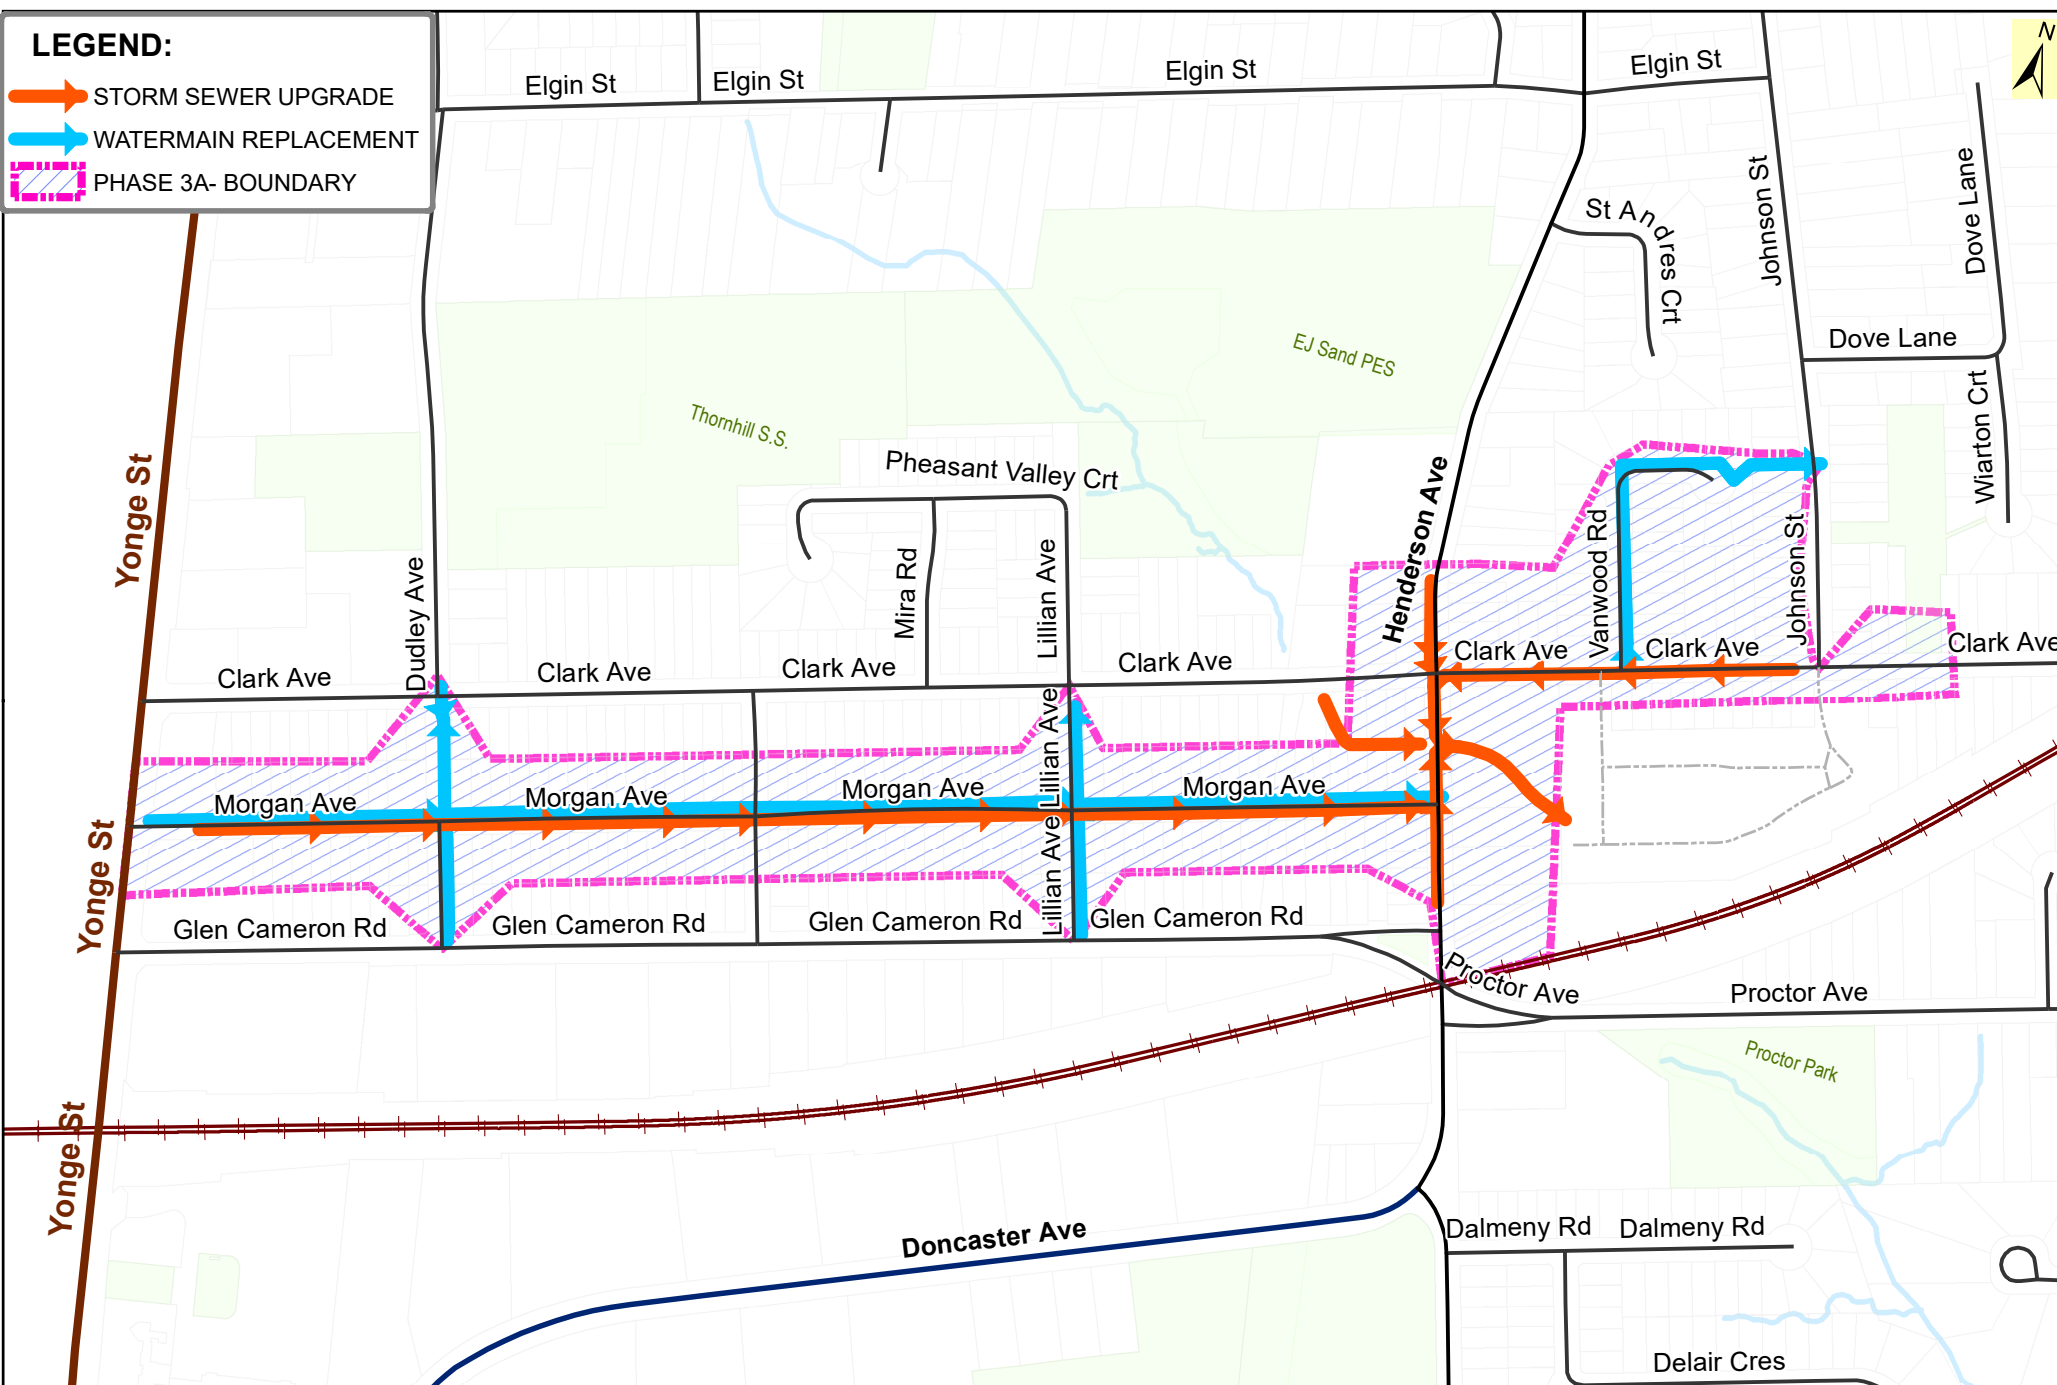 LEGEND:
STORM SEWER UPGRADE
WATERMAIN REPLACEMENT
PHASE 3A- BOUNDARY
N
Elgin St
Elgin St
Elgin St
Elgin St
Johnson St
Dove Lane
St Andres Crt
Dove Lane
EJ Sand PES
Thornhill S.S.
Wiarton Crt
Yonge St
Pheasant Valley Crt
Henderson Ave
Dudley Ave
Mira Rd
Lillian Ave
Vanwood Rd
Johnson St
Clark Ave
Clark Ave
Clark Ave
Clark Ave
Clark Ave
Clark Ave
Clark Ave
Lillian Ave
Morgan Ave
Morgan Ave
Morgan Ave
Morgan Ave
Yonge St
Lillian Ave
Glen Cameron Rd
Glen Cameron Rd
Glen Cameron Rd
Glen Cameron Rd
Proctor Ave
Proctor Ave
Proctor Park
Yonge St
Doncaster Ave
Dalmeny Rd
Dalmeny Rd
Delair Cres